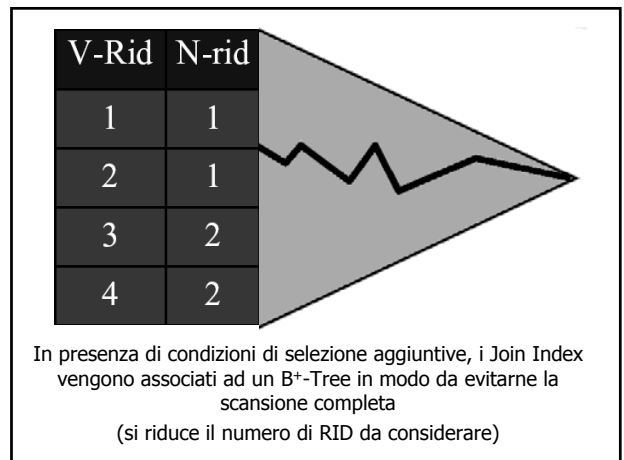 V-Rid N-rid
1 1
2 1
3 2
4 2
In presenza di condizioni di selezione aggiuntive, i Join Index
vengono associati ad un B+-Tree in modo da evitarne la
scansione completa
(si riduce il numero di RID da considerare)